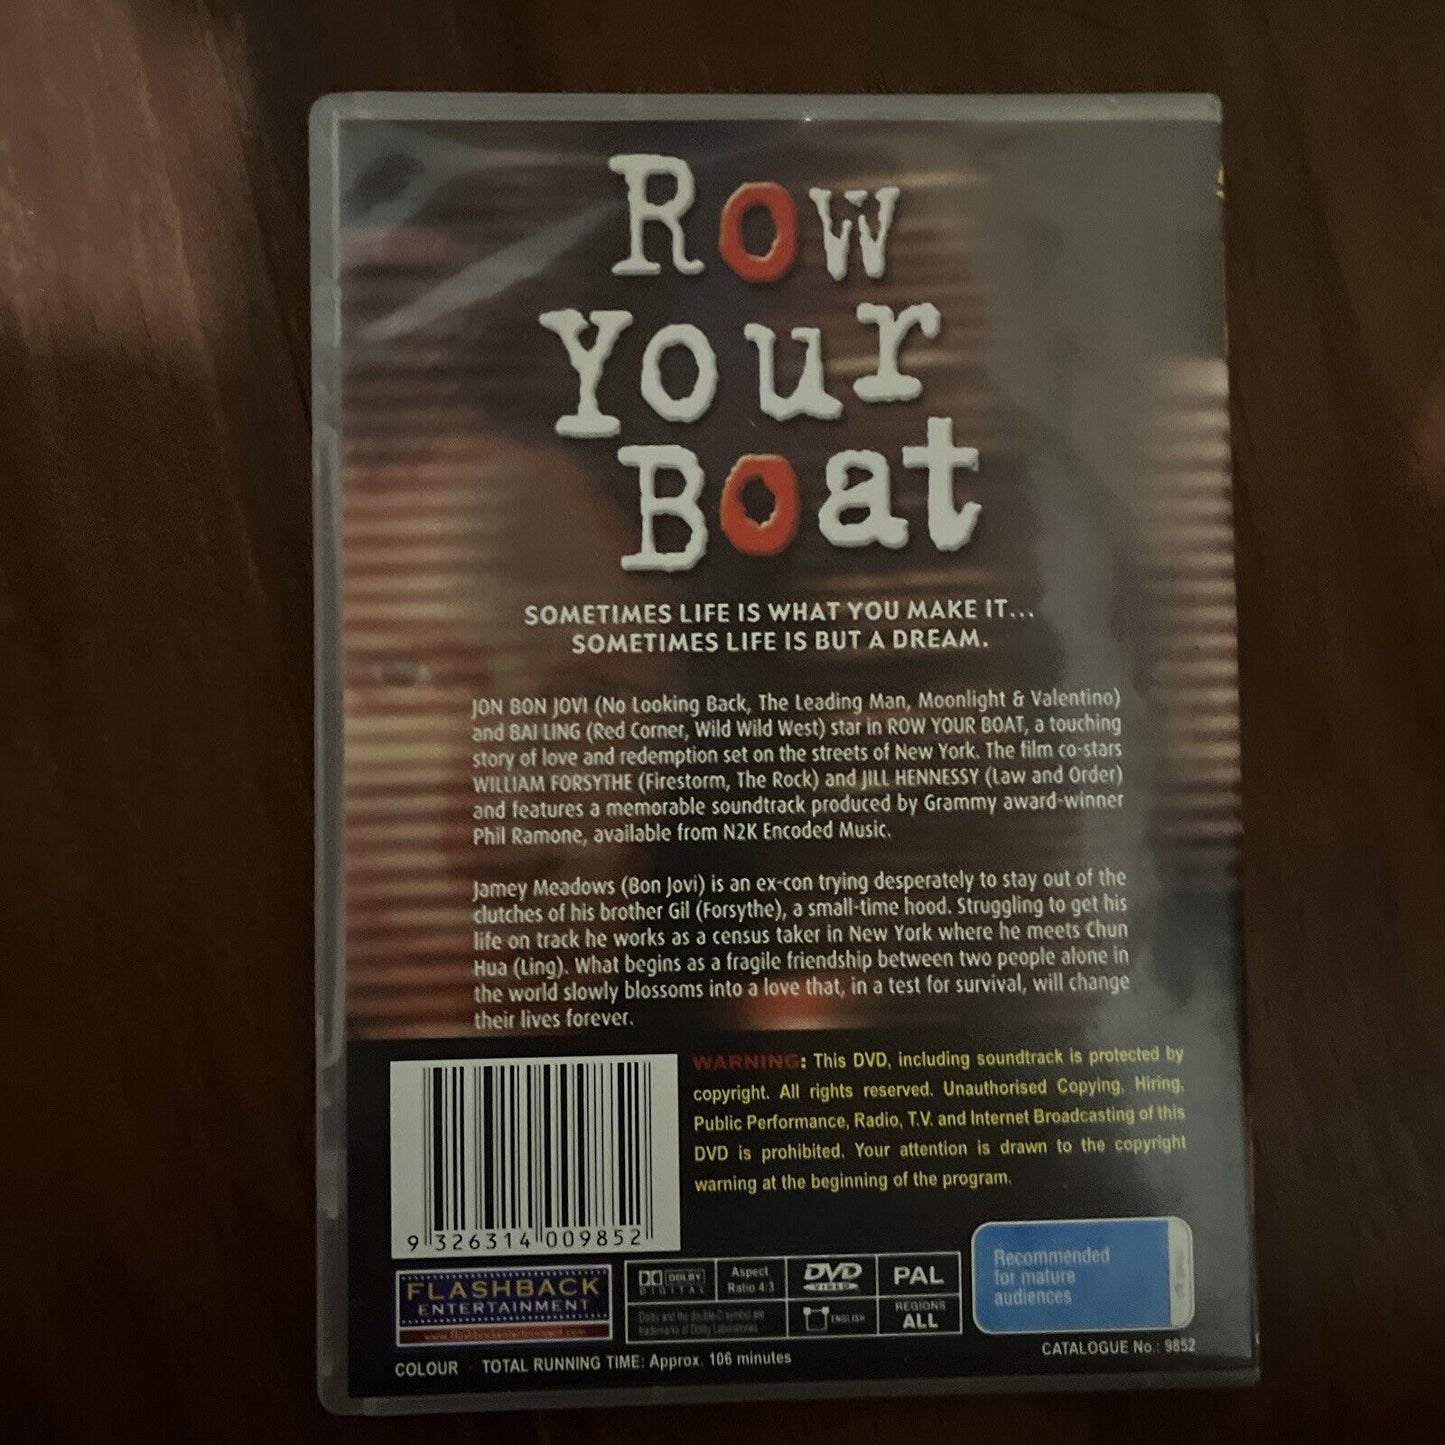 Row
Your
Boat
SOMETIMES LIFE IS WHAT YOU MAKE IT...
SOMETIMES LIFE IS BUT A DREAM.
JON BON JOVI (No Looking Back, The Leading Man, Moonlight & Valentino)
and BAI LING (Red Corner, Wild Wild West) star in ROW YOUR BOAT, a touching
story of love and redemption set on the streets of New York. The film co-stars
WILLIAM FORSYTHE (Firestorm, The Rock) and JILL HENNESSY (Law and Order)
and features a memorable soundtrack produced by Grammy award-winner
Phil Ramone, available from N2K Encoded Music.
Jamey Meadows (Bon Jovi) is an ex-con trying desperately to stay out of the
clutches of his brother Gil (Forsythe), a small-time hood. Struggling to get his
life on track he works as a census taker in New York where he meets Chun
Hua (Ling). What begins as a fragile friendship between two people alone in
the world slowly blossoms into a love that, in a test for survival, will change
their lives forever.
WARNING: This DVD, including soundtrack is protected by
copyright. All rights reserved. Unauthorised Copying, Hiring,
Public Performance, Radio, T.V. and Internet Broadcasting of this
DVD is prohibited. Your attention is drawn to the copyright
warning at the beginning of the program.
9 326314 009852
FLASHBACK
ENTERTAINMENT
DOLBY
DIGITAL
Dolby and the double-D symbol are
trademarks of Dolby Laboratories
Aspect
Ratio 4:3
DVD
VIDEO
ENGLISH
PAL
REGIONS
ALL
Recommended
for mature
audiences
COLOUR TOTAL RUNNING TIME: Approx. 106 minutes
CATALOGUE No.: 9852